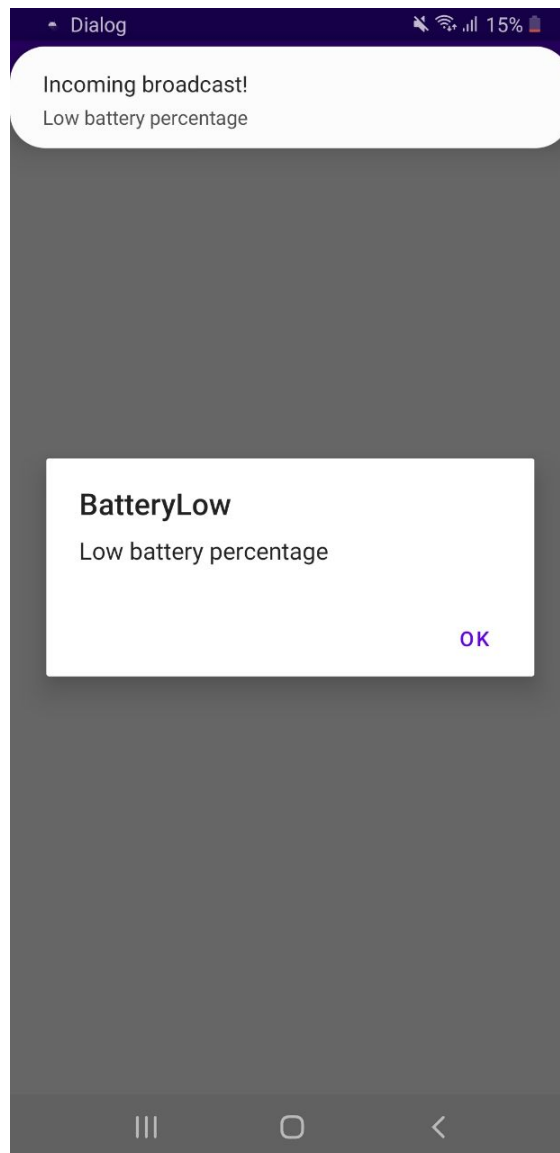 Dialog 15%
Incoming broadcast!
Low battery percentage
BatteryLow
Low battery percentage
OK